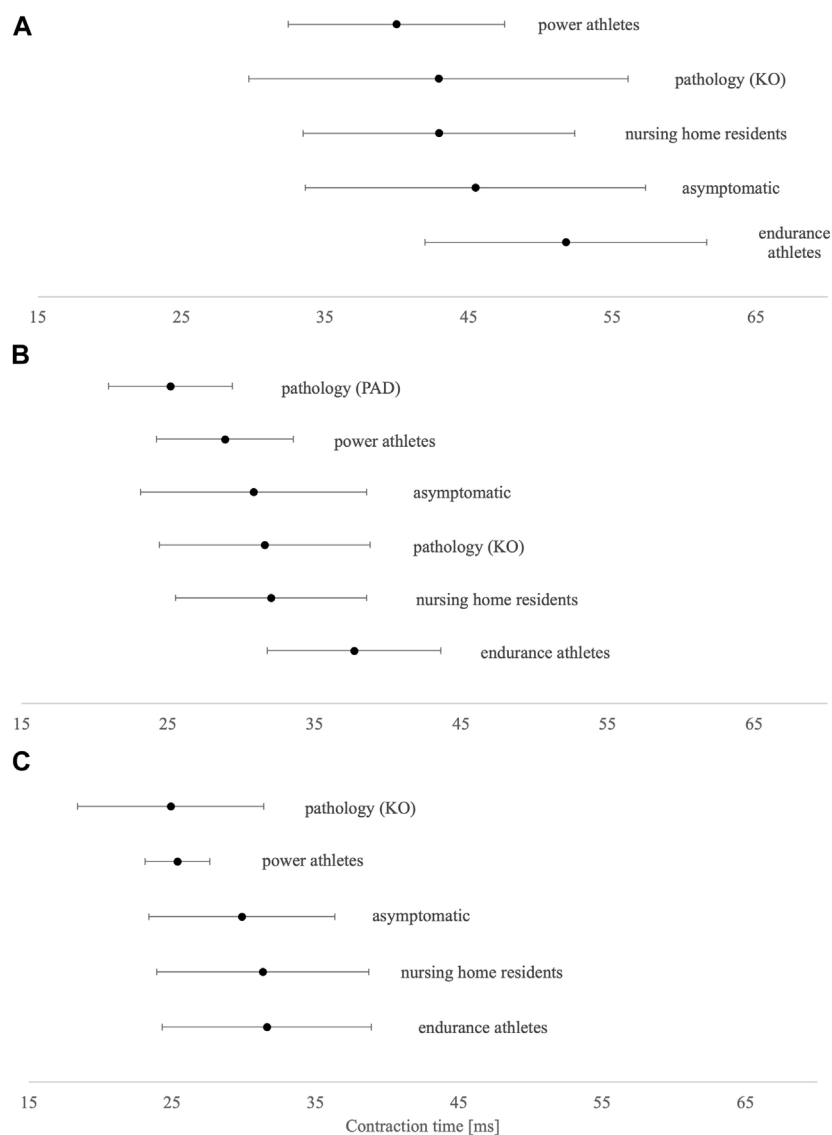 A
power athletes
pathology (KO)
nursing home residents
asymptomatic
endurance
athletes
15 25 35 45 55 65
B
pathology (PAD)
power athletes
asymptomatic
pathology (KO)
nursing home residents
endurance athletes
15 25 35 45 55 65
C
pathology (KO)
power athletes
asymptomatic
nursing home residents
endurance athletes
15 25 35 45 55 65
Contraction time [ms]